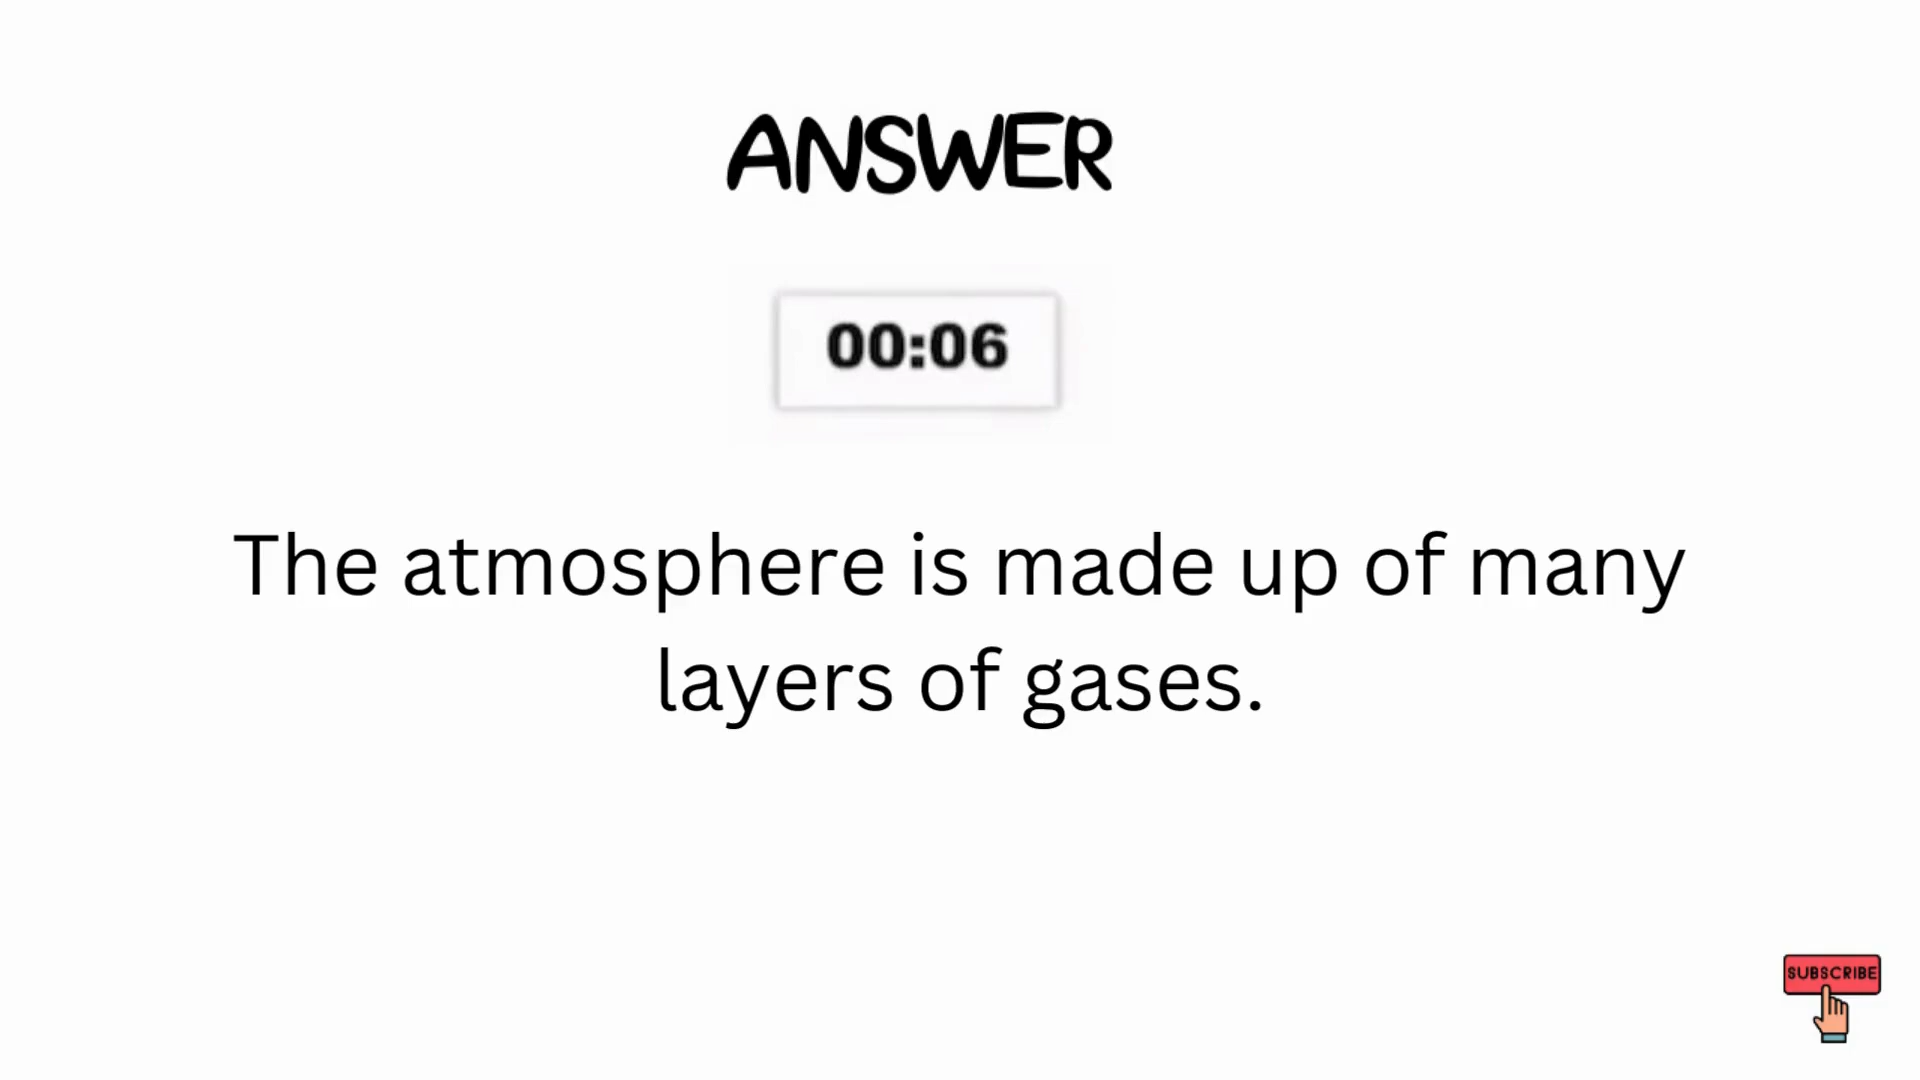 ANSWER
00:06
The atmosphere is made up of many
layers of gases.
SUBSCRIBE